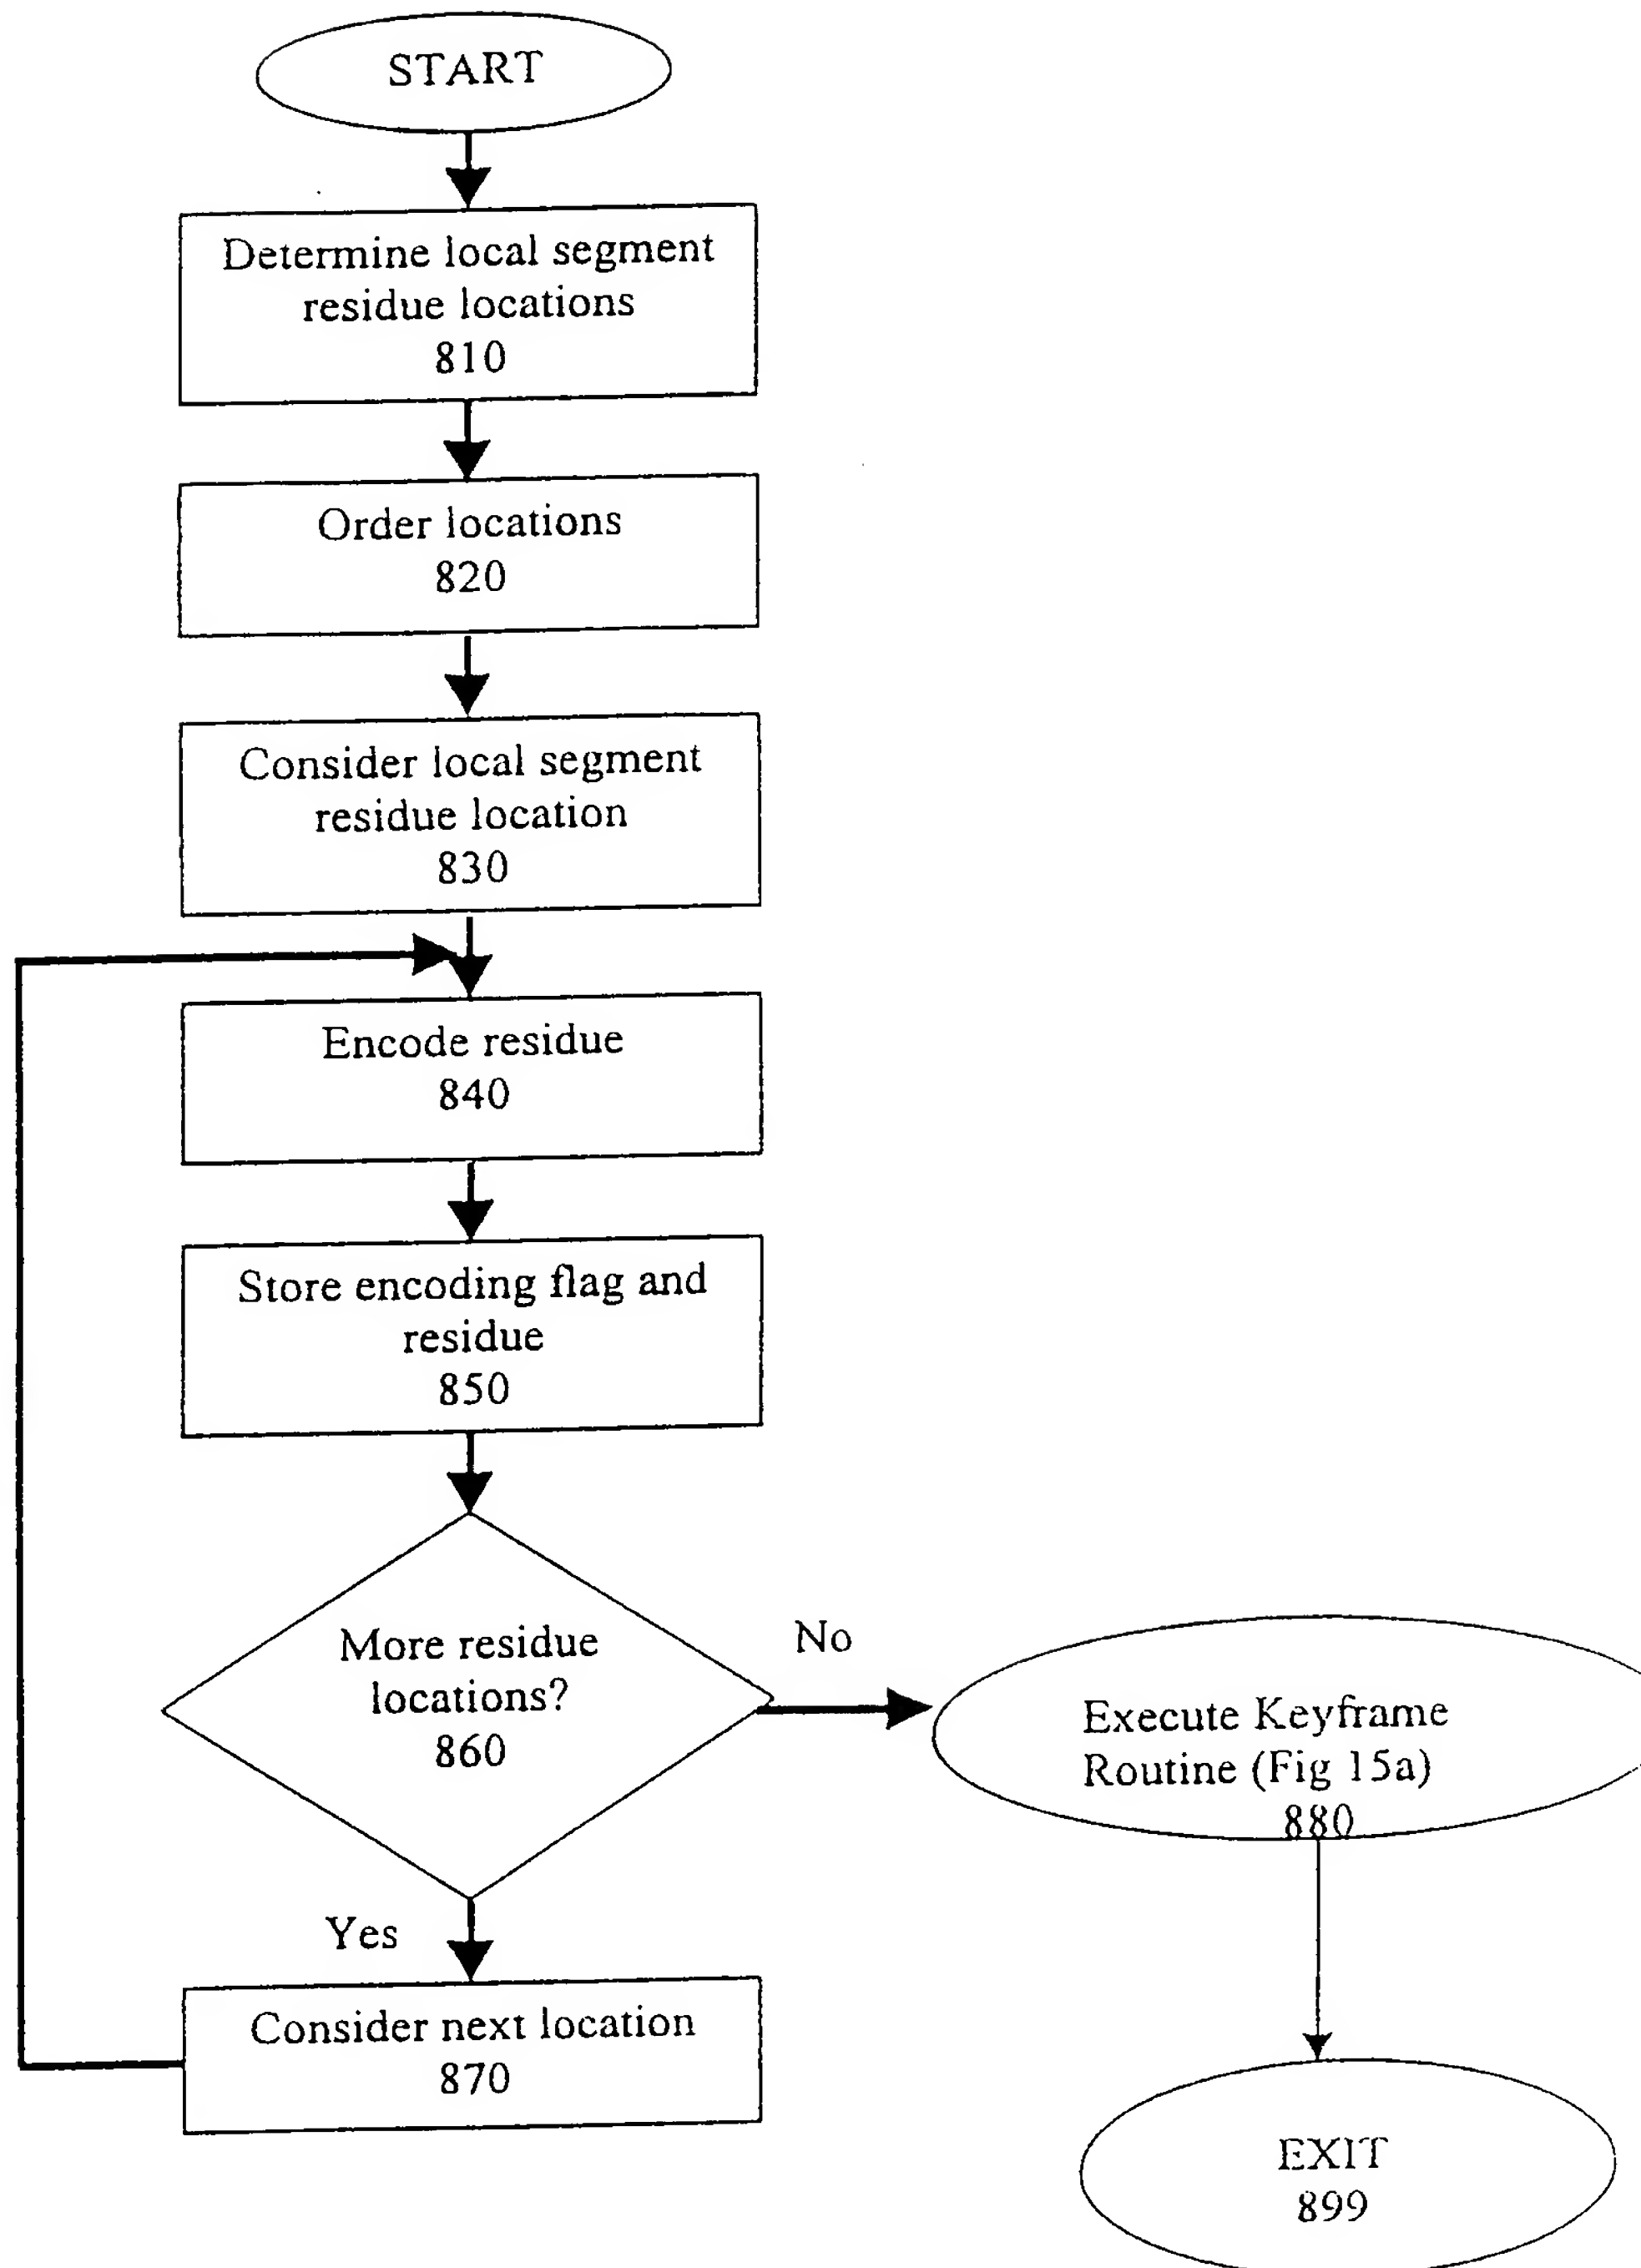 START
Determine local segment
residue locations
810
Order locations
820
Consider local segment
residue location
830
Encode residue
840
Store encoding flag and
residue
850
More residue
locations?
860
No
Execute Keyframe
Routine (Fig 15a)
880
Yes
Consider next location
870
EXIT
899